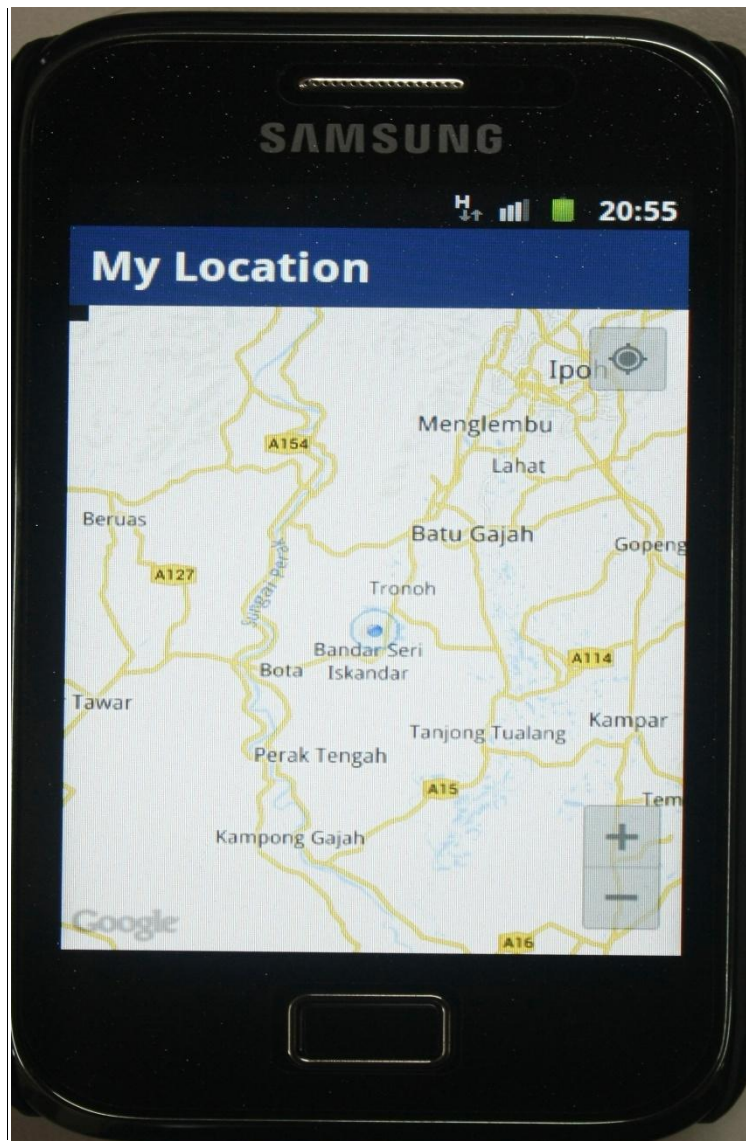 SAMSUNG
H 20:55
My Location
Ipoh
Menglembu
A154
Lahat
Beruas
Batu Gajah
Gopeng
A127
Sungai Perak
Tronoh
Bandar Seri
Iskandar
A114
Bota
Tawar
Kampar
Tanjong Tualang
Perak Tengah
A15
Tem
Kampong Gajah
+
−
Google
A16